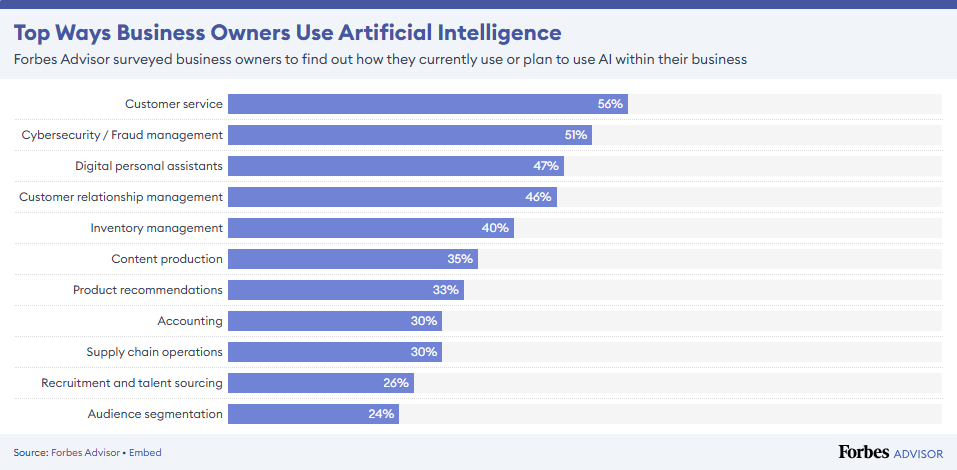 Top Ways Business Owners Use Artificial Intelligence
Forbes Advisor surveyed business owners to find out how they currently use or plan to use AI within their business
Customer service 56%
Cybersecurity / Fraud management 51%
Digital personal assistants 47%
Customer relationship management 46%
Inventory management 40%
Content production 35%
Product recommendations 33%
Accounting 30%
Supply chain operations 30%
Recruitment and talent sourcing 26%
Audience segmentation 24%
Source: Forbes Advisor • Embed
Forbes ADVISOR